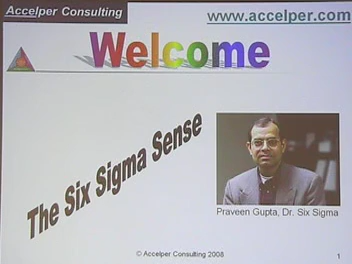 Accelper Consulting
www.accelper.com
Welcome
The Six Sigma Sense
Praveen Gupta, Dr. Six Sigma
© Accelper Consulting 2008
1